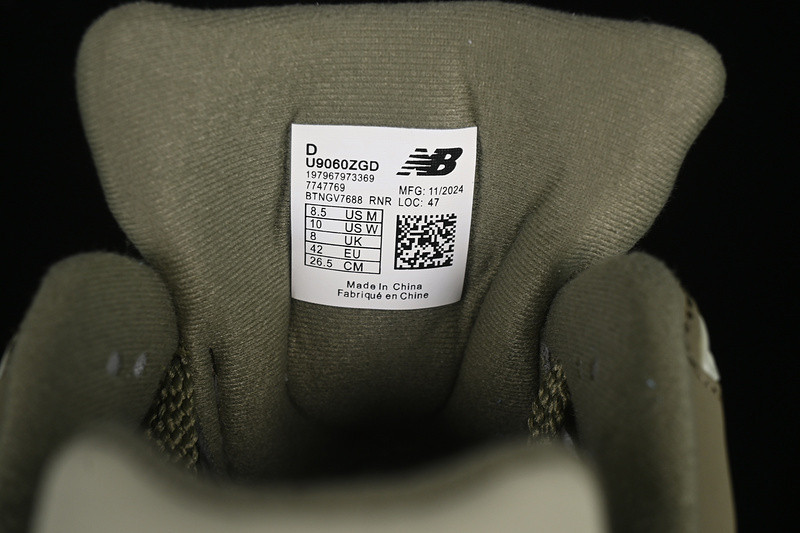 D
U9060ZGD
197967973369
7747769
BTNGV7688 RNR
NB
MFG: 11/2024
LOC: 47
8.5 US M
10 US W
8 UK
42 EU
26.5 CM
Made In China
Fabriqué en Chine